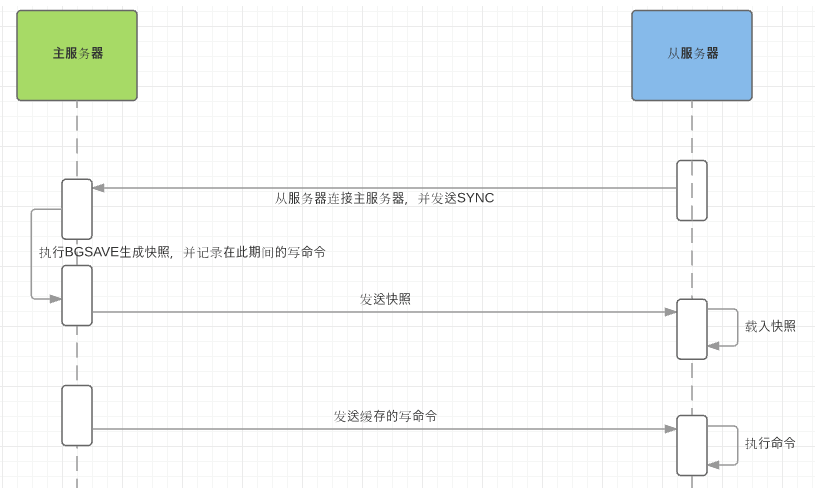 主服务器
从服务器
从服务器连接主服务器，并发送SYNC
执行BGSAVE生成快照，并记录在此期间的写命令
发送快照
载入快照
发送缓存的写命令
执行命令